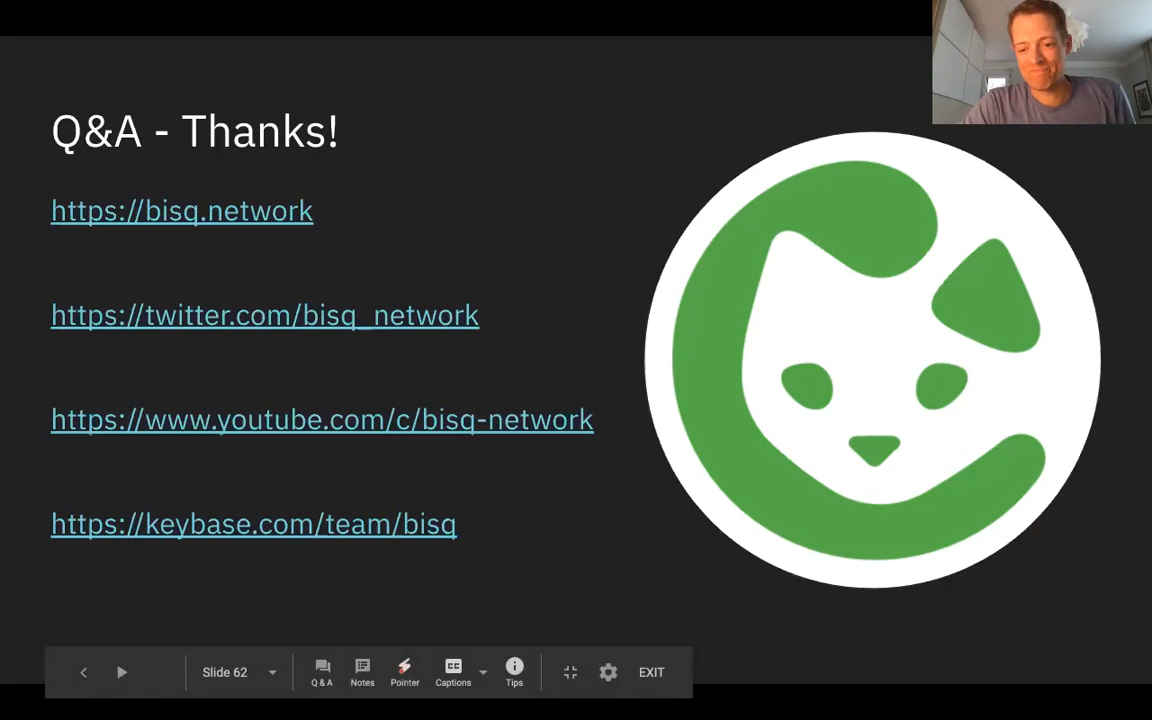 Q&A - Thanks!
https://bisq.network
https://twitter.com/bisq_network
https://www.youtube.com/c/bisq-network
https://keybase.com/team/bisq
Slide 62
Q & A
Notes
Pointer
CC
Captions
Tips
EXIT